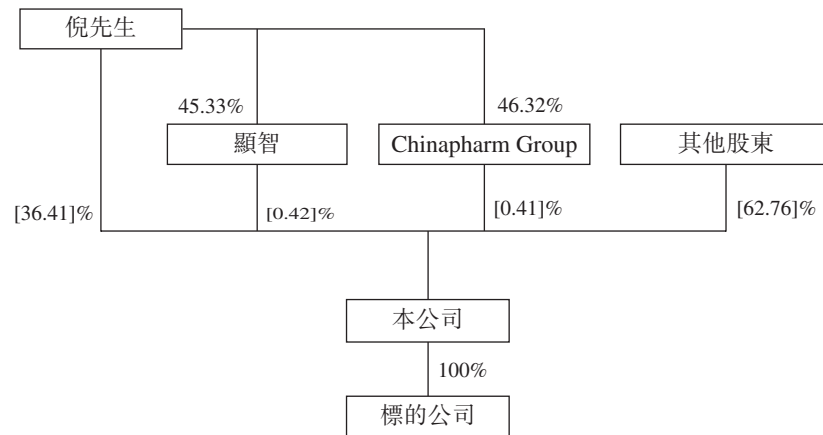 倪先生
45.33%
46.32%
顯智
Chinapharm Group
其他股東
[36.41]%
[0.42]%
[0.41]%
[62.76]%
本公司
100%
標的公司